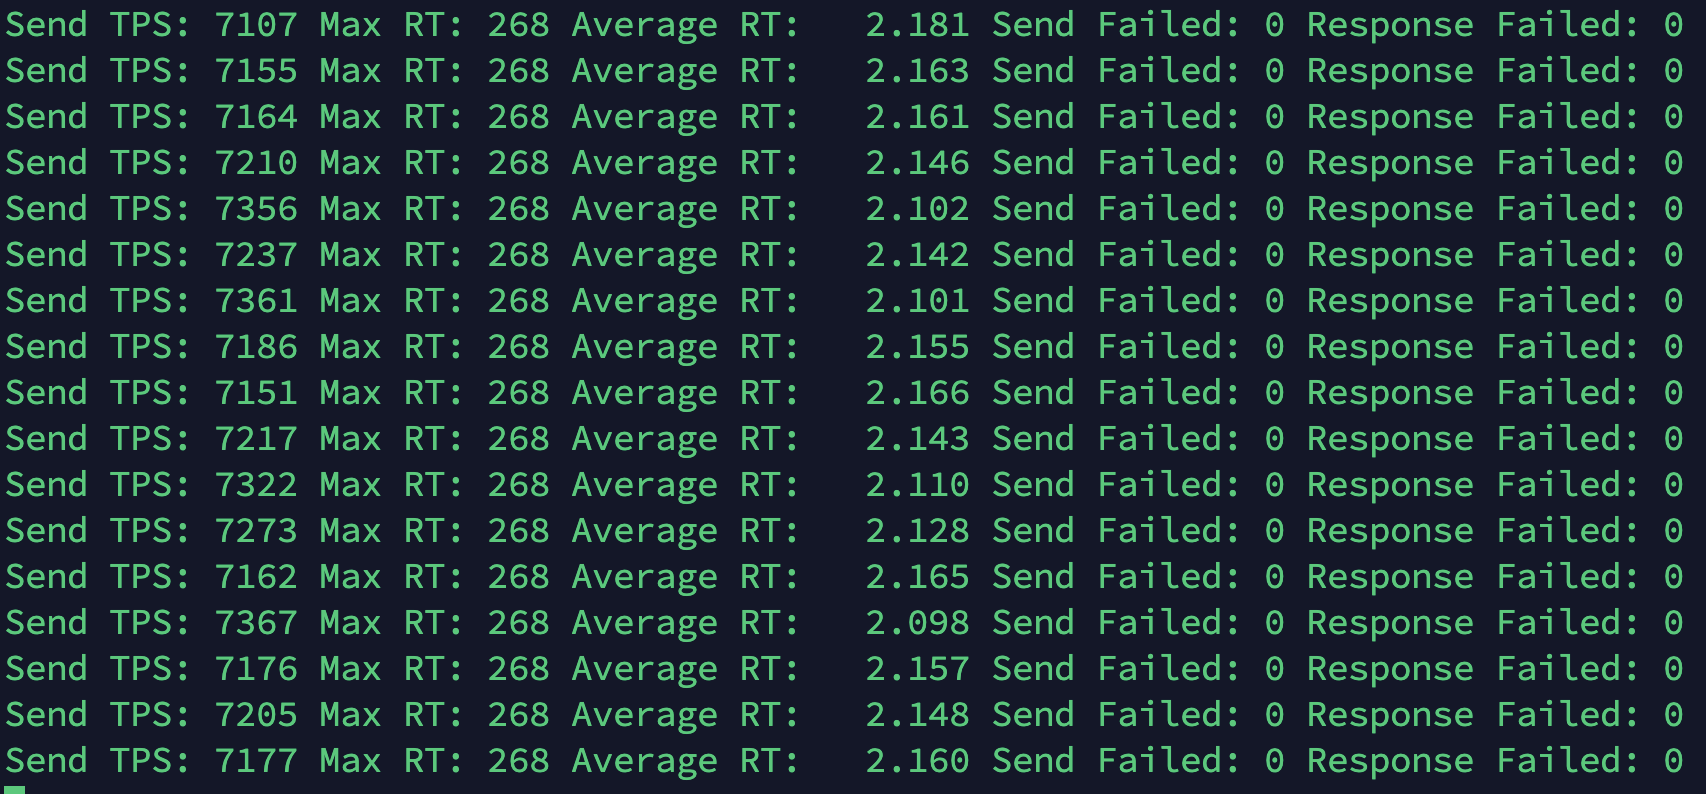 Send TPS: 7107 Max RT: 268 Average RT:   2.181 Send Failed: 0 Response Failed: 0
Send TPS: 7155 Max RT: 268 Average RT:   2.163 Send Failed: 0 Response Failed: 0
Send TPS: 7164 Max RT: 268 Average RT:   2.161 Send Failed: 0 Response Failed: 0
Send TPS: 7210 Max RT: 268 Average RT:   2.146 Send Failed: 0 Response Failed: 0
Send TPS: 7356 Max RT: 268 Average RT:   2.102 Send Failed: 0 Response Failed: 0
Send TPS: 7237 Max RT: 268 Average RT:   2.142 Send Failed: 0 Response Failed: 0
Send TPS: 7361 Max RT: 268 Average RT:   2.101 Send Failed: 0 Response Failed: 0
Send TPS: 7186 Max RT: 268 Average RT:   2.155 Send Failed: 0 Response Failed: 0
Send TPS: 7151 Max RT: 268 Average RT:   2.166 Send Failed: 0 Response Failed: 0
Send TPS: 7217 Max RT: 268 Average RT:   2.143 Send Failed: 0 Response Failed: 0
Send TPS: 7322 Max RT: 268 Average RT:   2.110 Send Failed: 0 Response Failed: 0
Send TPS: 7273 Max RT: 268 Average RT:   2.128 Send Failed: 0 Response Failed: 0
Send TPS: 7162 Max RT: 268 Average RT:   2.165 Send Failed: 0 Response Failed: 0
Send TPS: 7367 Max RT: 268 Average RT:   2.098 Send Failed: 0 Response Failed: 0
Send TPS: 7176 Max RT: 268 Average RT:   2.157 Send Failed: 0 Response Failed: 0
Send TPS: 7205 Max RT: 268 Average RT:   2.148 Send Failed: 0 Response Failed: 0
Send TPS: 7177 Max RT: 268 Average RT:   2.160 Send Failed: 0 Response Failed: 0